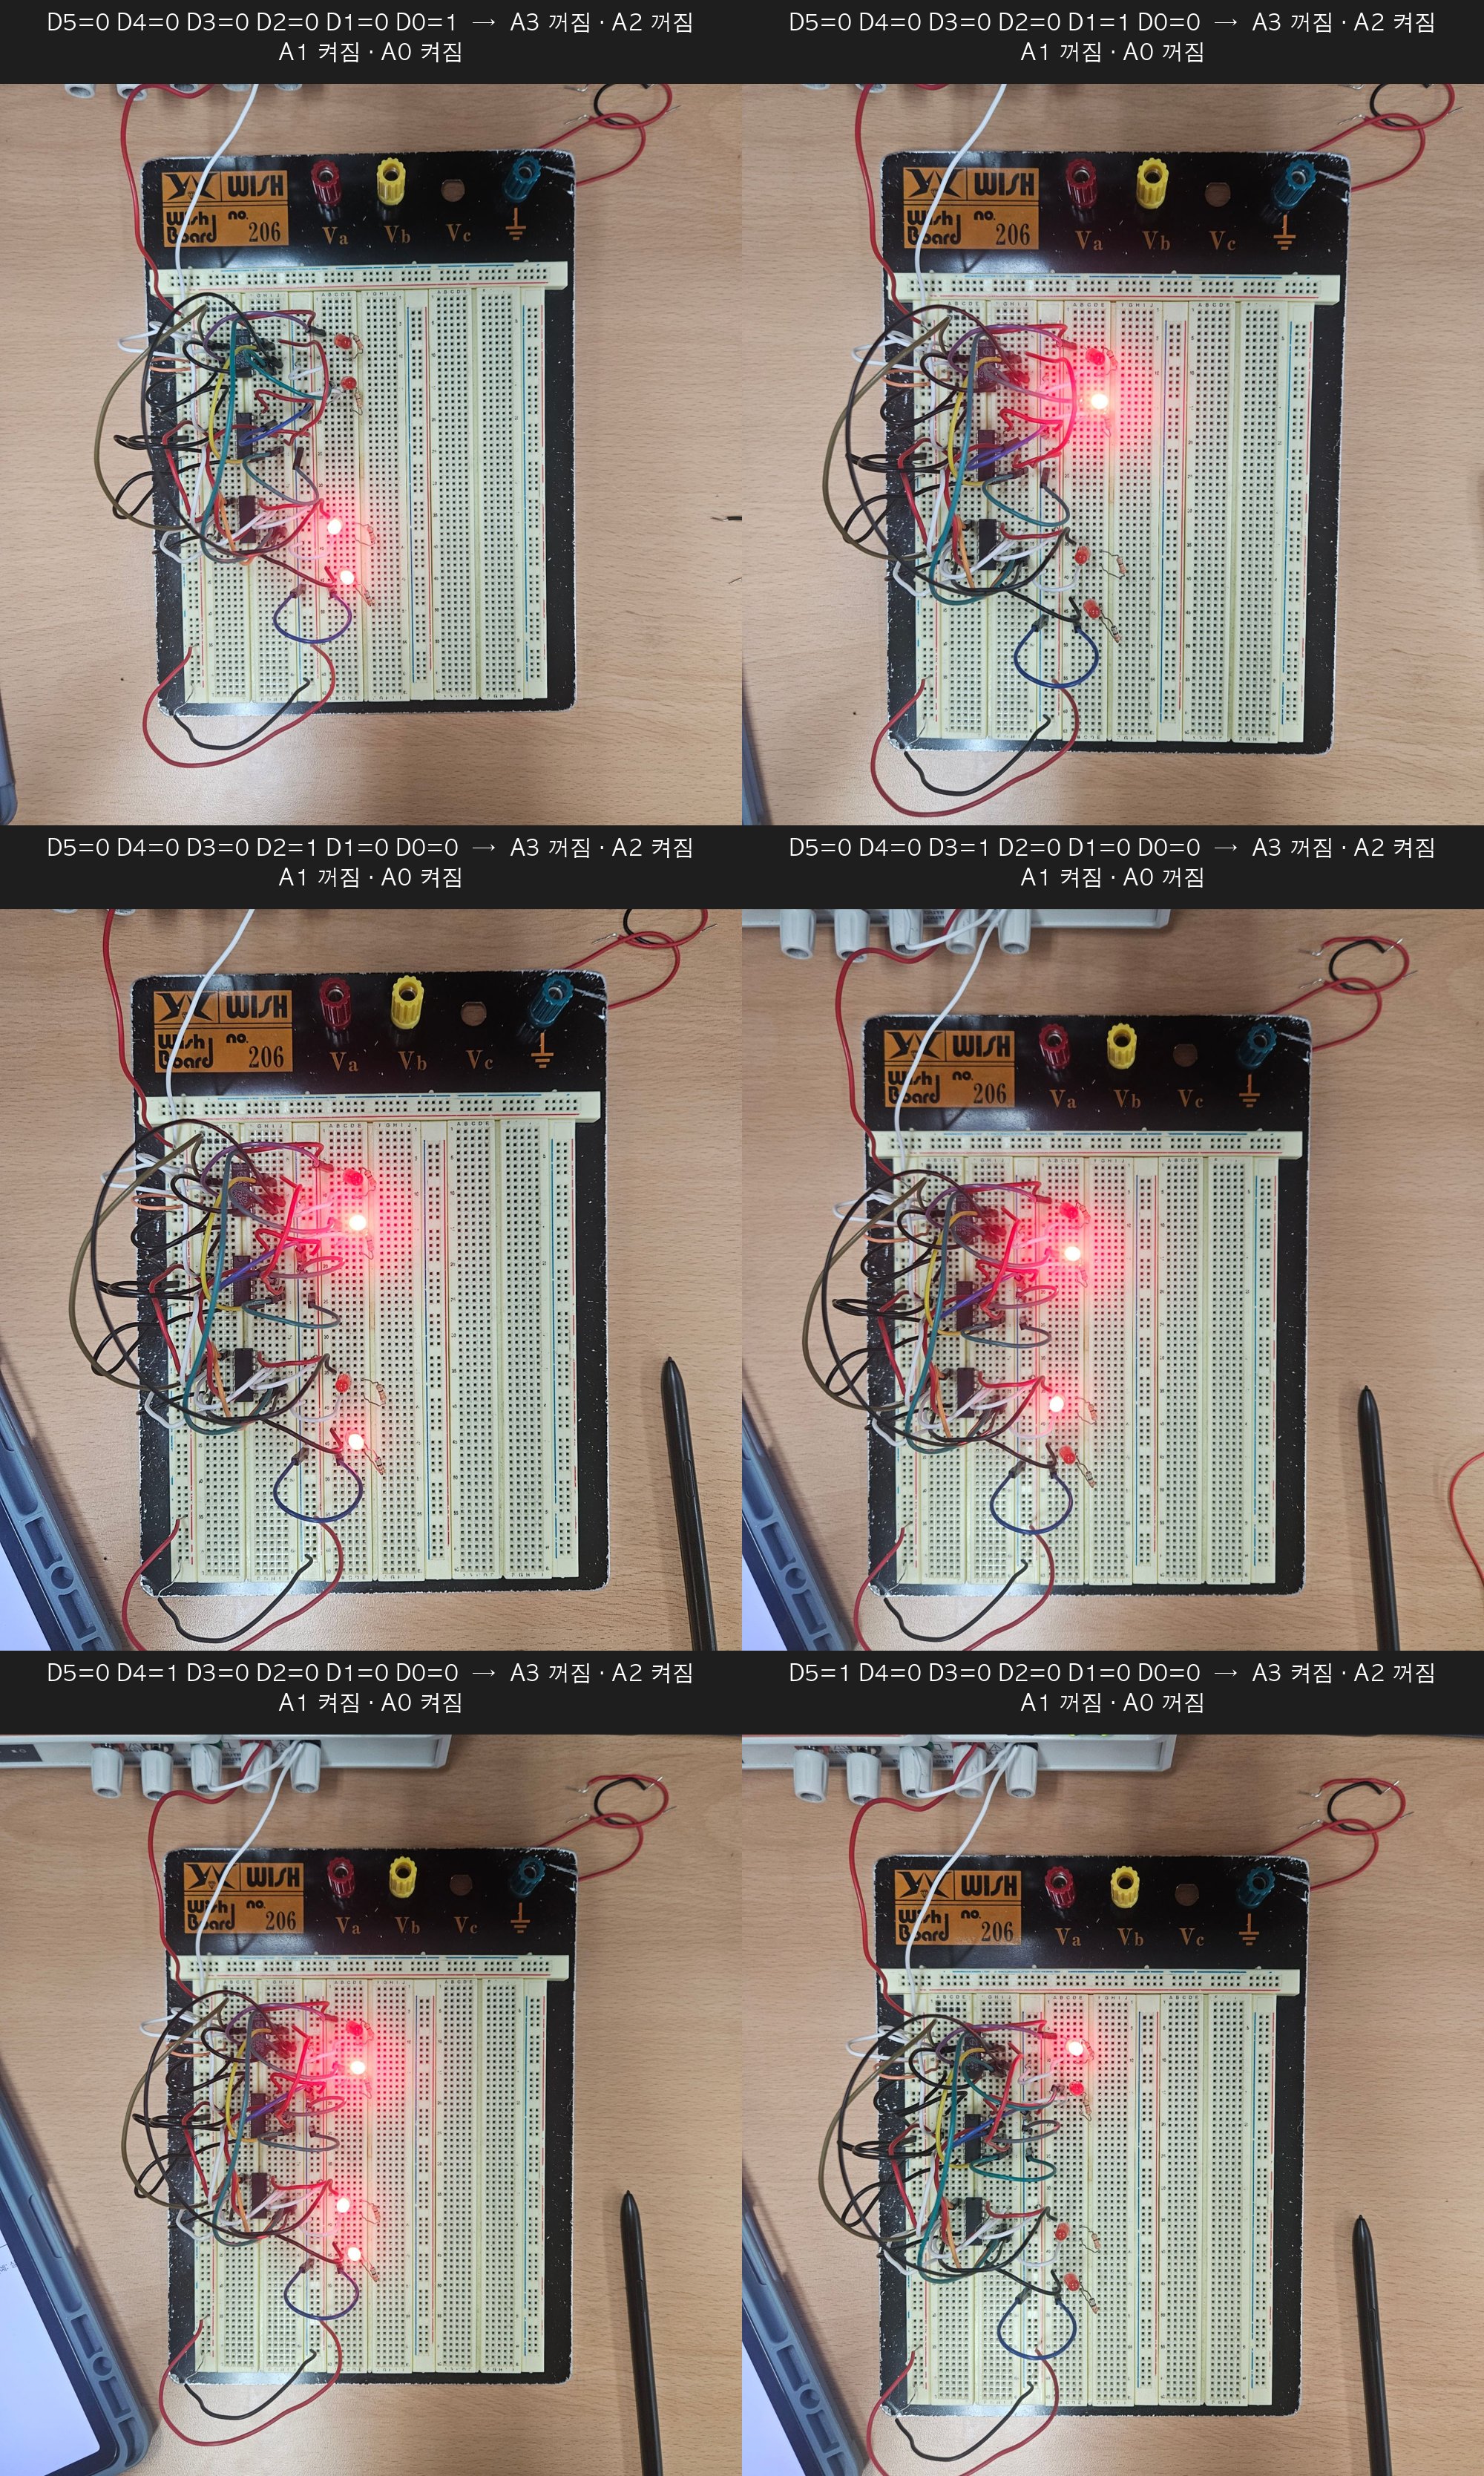 D5=0 D4=0 D3=0 D2=0 D1=0 D0=1 → A3 꺼짐 · A2 꺼짐
A1 켜짐 · A0 켜짐
WISH
Wish Board no. 206
Va Vb Vc
D5=0 D4=0 D3=0 D2=0 D1=1 D0=0 → A3 꺼짐 · A2 켜짐
A1 꺼짐 · A0 꺼짐
WISH
Wish Board no. 206
Va Vb Vc
D5=0 D4=0 D3=0 D2=1 D1=0 D0=0 → A3 꺼짐 · A2 켜짐
A1 꺼짐 · A0 켜짐
WISH
Wish Board no. 206
Va Vb Vc
D5=0 D4=0 D3=1 D2=0 D1=0 D0=0 → A3 꺼짐 · A2 켜짐
A1 켜짐 · A0 꺼짐
WISH
Wish Board no. 206
Va Vb Vc
D5=0 D4=1 D3=0 D2=0 D1=0 D0=0 → A3 꺼짐 · A2 켜짐
A1 켜짐 · A0 켜짐
WISH
Wish Board no. 206
Va Vb Vc
D5=1 D4=0 D3=0 D2=0 D1=0 D0=0 → A3 켜짐 · A2 꺼짐
A1 꺼짐 · A0 꺼짐
WISH
Wish Board no. 206
Va Vb Vc